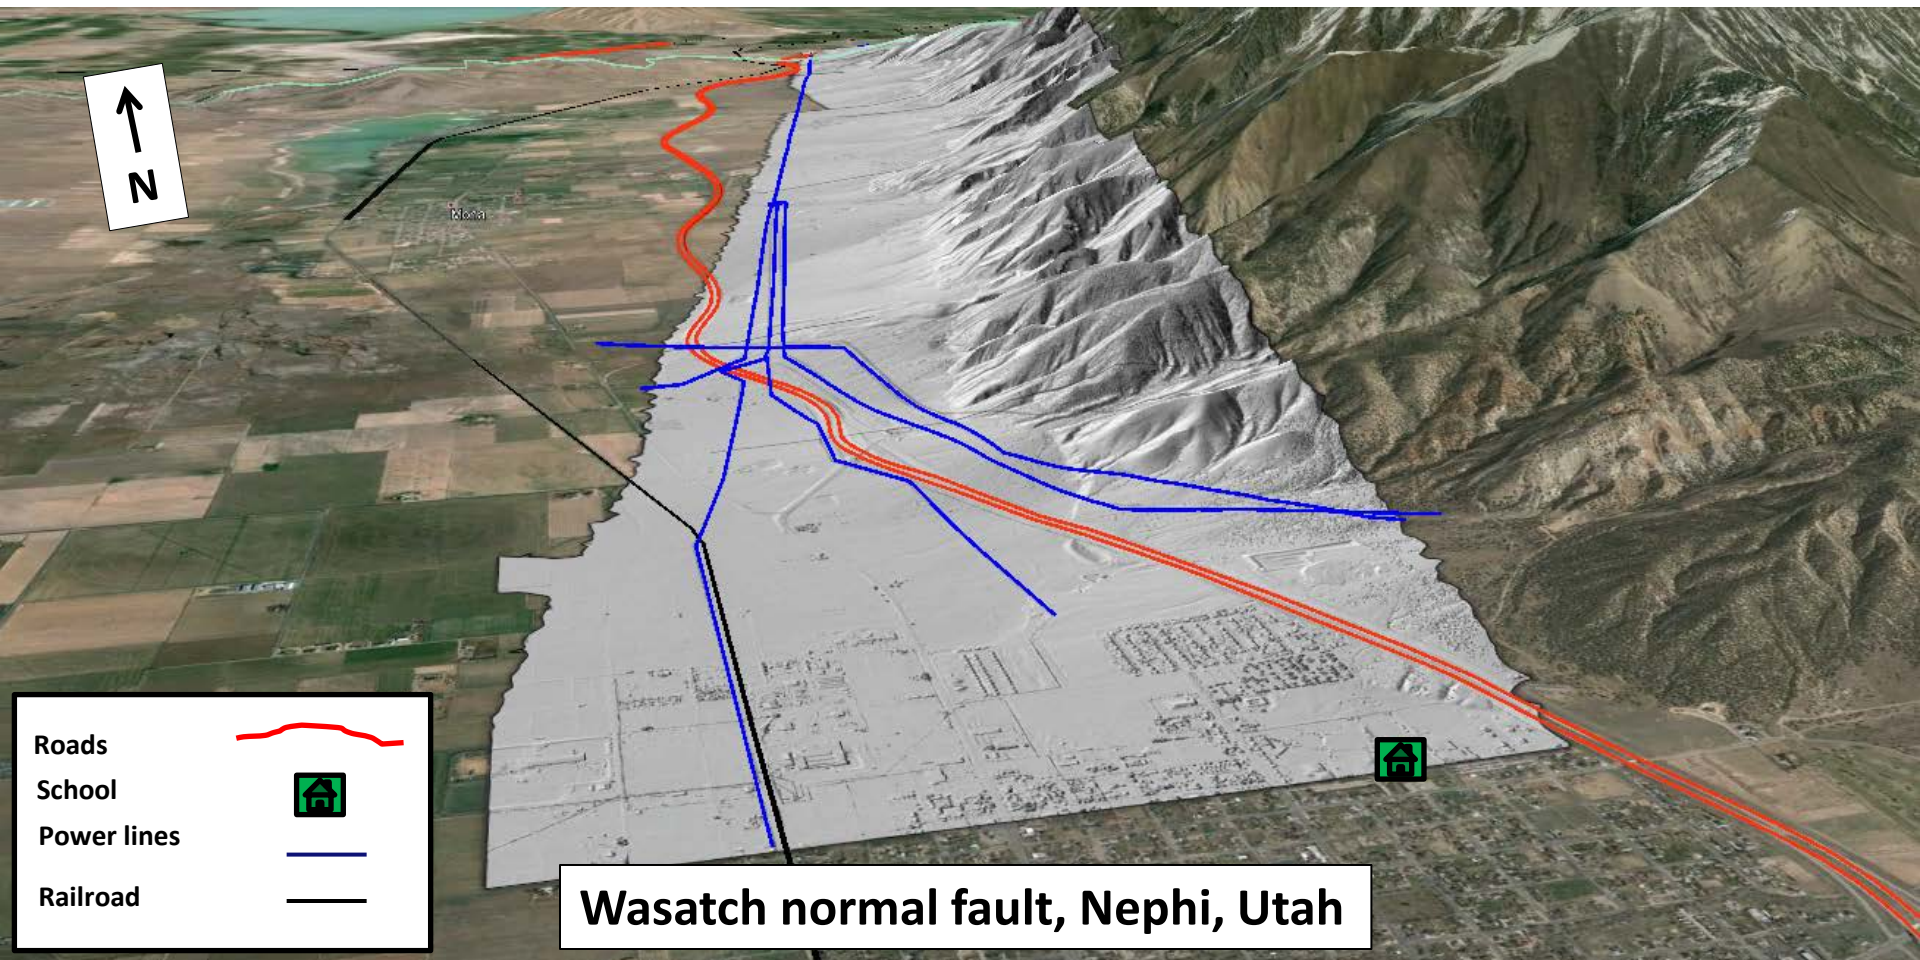 N
Mona
Roads
School
Power lines
Railroad
Wasatch normal fault, Nephi, Utah